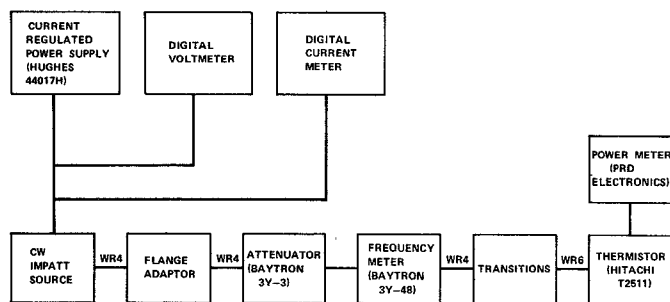 CURRENT
REGULATED
POWER SUPPLY
(HUGHES
44017H)
DIGITAL
VOLTMETER
DIGITAL
CURRENT
METER
POWER METER
(PRD
ELECTRONICS)
CW
IMPATT
SOURCE
WR4
FLANGE
ADAPTOR
WR4
ATTENUATOR
(BAYTRON
3Y-3)
FREQUENCY
METER
(BAYTRON
3Y-48)
WR4
TRANSITIONS
WR6
THERMISTOR
(HITACHI
T2511)